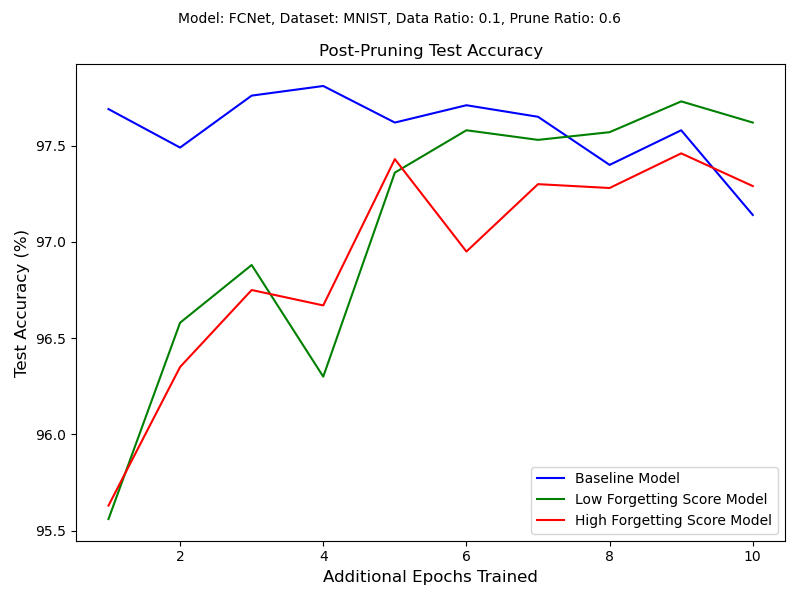 Model: FCNet, Dataset: MNIST, Data Ratio: 0.1, Prune Ratio: 0.6
Post-Pruning Test Accuracy
97.5
97.0
96.5
96.0
95.5
Test Accuracy (%)
Baseline Model
Low Forgetting Score Model
High Forgetting Score Model
2 4 6 8 10
Additional Epochs Trained